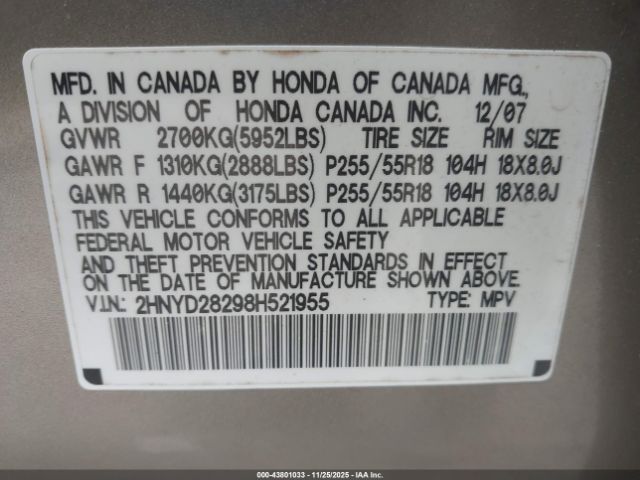 MFD. IN CANADA BY HONDA OF CANADA MFG.,
A DIVISION OF HONDA CANADA INC. 12/07
GVWR 2700KG(5952LBS) TIRE SIZE RIM SIZE
GAWR F 1310KG(2888LBS) P255/55R18 104H 18X8.0J
GAWR R 1440KG(3175LBS) P255/55R18 104H 18X8.0J
THIS VEHICLE CONFORMS TO ALL APPLICABLE
FEDERAL MOTOR VEHICLE SAFETY
AND THEFT PREVENTION STANDARDS IN EFFECT
ON THE DATE OF MANUFACTURE SHOWN ABOVE.
V.I.N.: 2HNYD28298H521955 TYPE: MPV
000-43801033 - 11/25/2025 - IAA Inc.